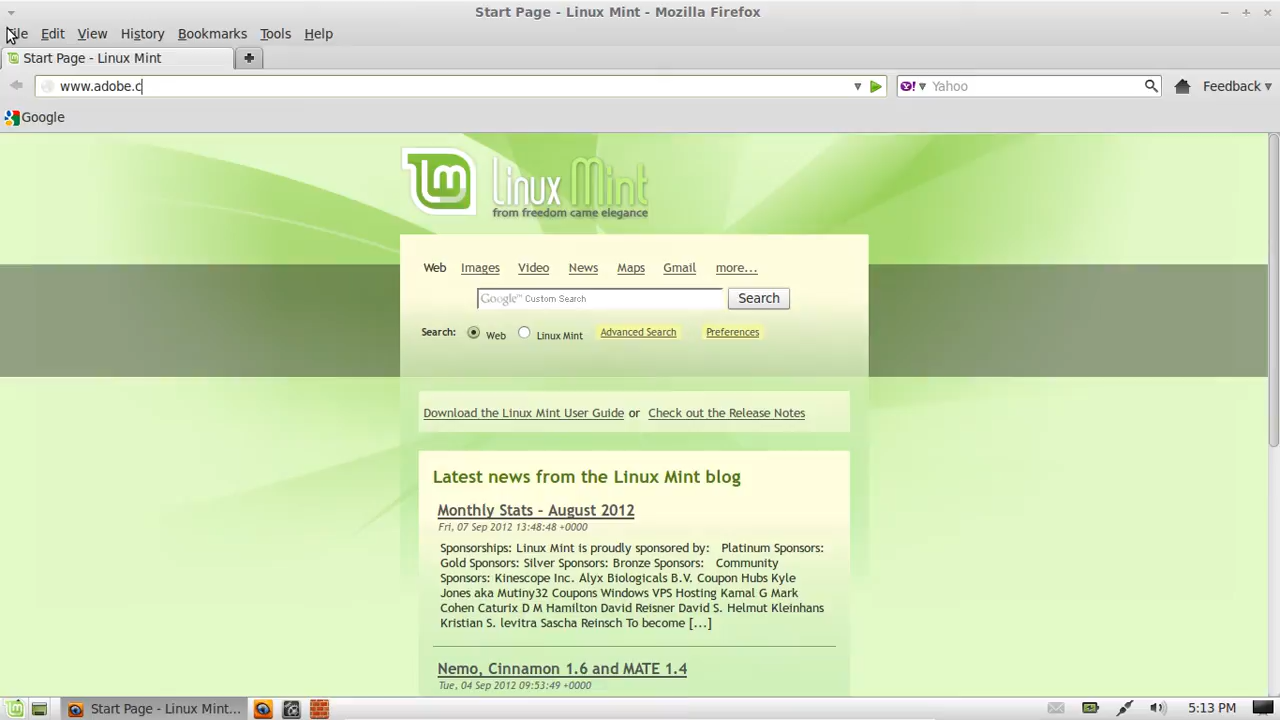 Start Page - Linux Mint - Mozilla Firefox
File Edit View History Bookmarks Tools Help
Start Page - Linux Mint
www.adobe.c
Yahoo
Feedback
Google
Linux Mint
from freedom came elegance
Web Images Video News Maps Gmail more...
Google™ Custom Search
Search
Search: Web Linux Mint Advanced Search Preferences
Download the Linux Mint User Guide or Check out the Release Notes
Latest news from the Linux Mint blog
Monthly Stats – August 2012
Fri, 07 Sep 2012 13:48:48 +0000
Sponsorships: Linux Mint is proudly sponsored by: Platinum Sponsors:
Gold Sponsors: Silver Sponsors: Bronze Sponsors: Community
Sponsors: Kinescope Inc. Alyx Biologicals B.V. Coupon Hubs Kyle
Jones aka Mutiny32 Coupons Windows VPS Hosting Kamal G Mark
Cohen Caturix D M Hamilton David Reisner David S. Helmut Kleinhans
Kristian S. levitra Sascha Reinsch To become [...]
Nemo, Cinnamon 1.6 and MATE 1.4
Tue, 04 Sep 2012 09:53:49 +0000
Start Page - Linux Mint...
5:13 PM